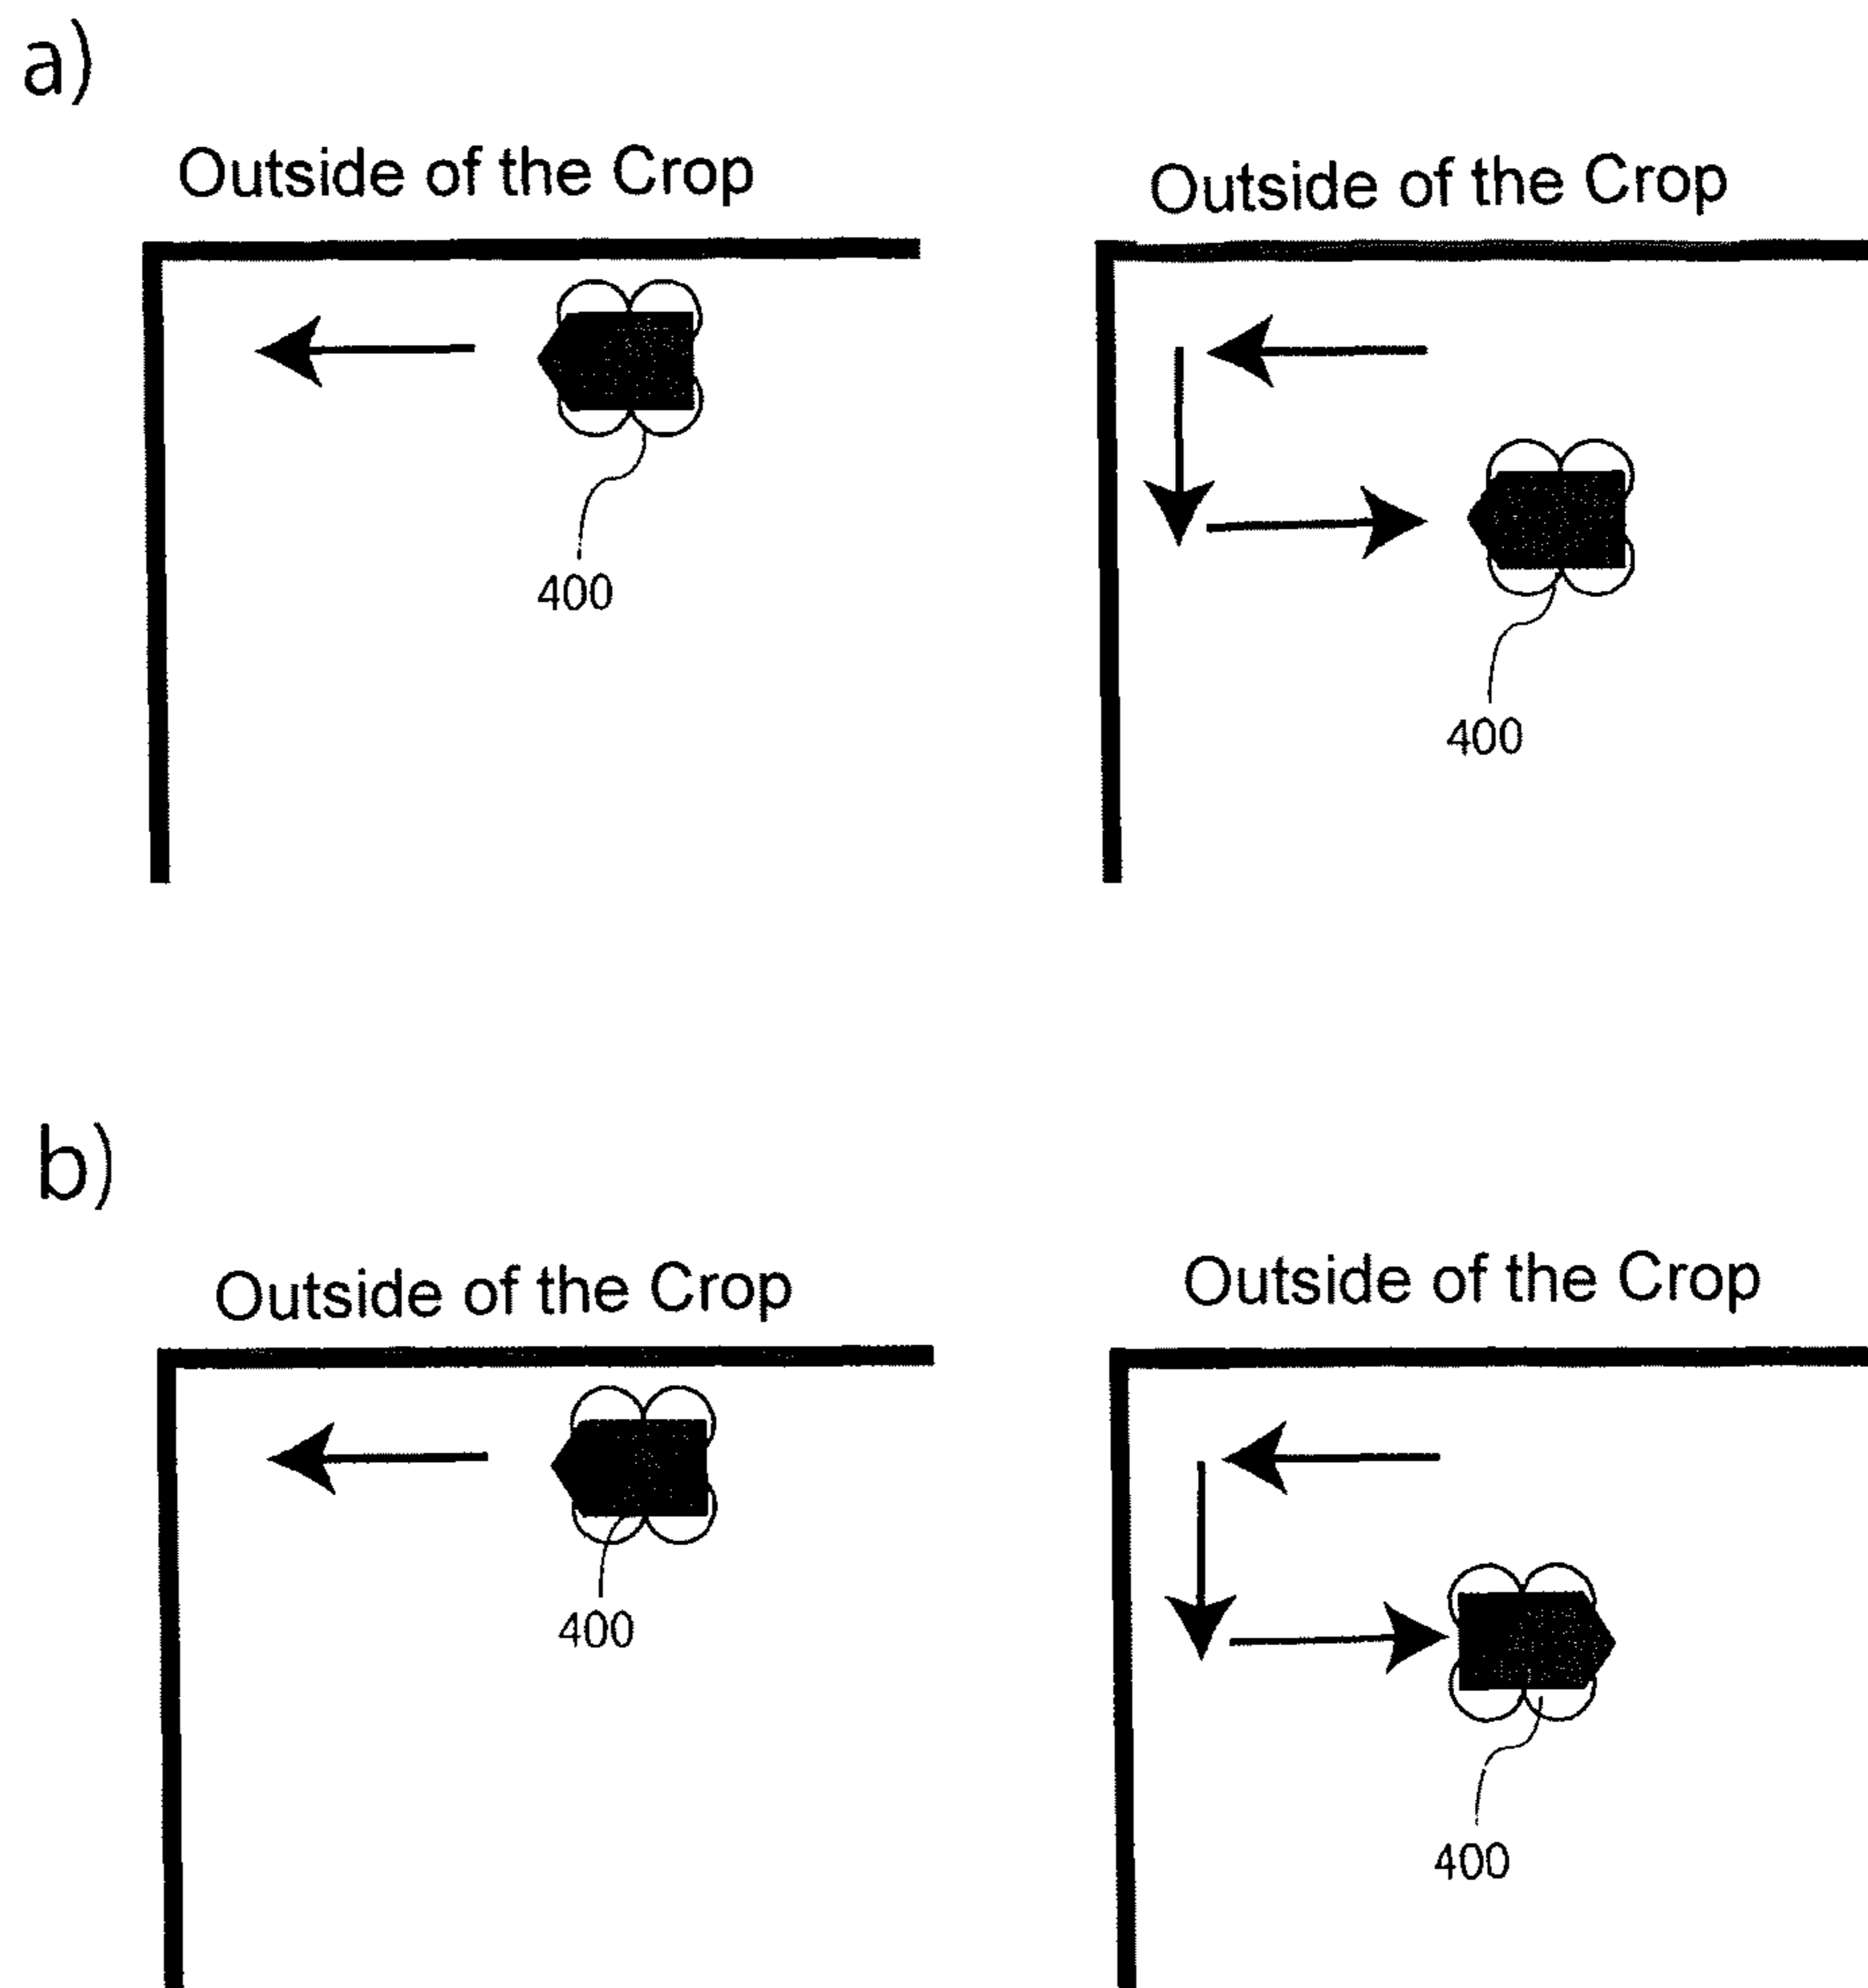 a)
Outside of the Crop
Outside of the Crop
400
400
b)
Outside of the Crop
Outside of the Crop
400
400